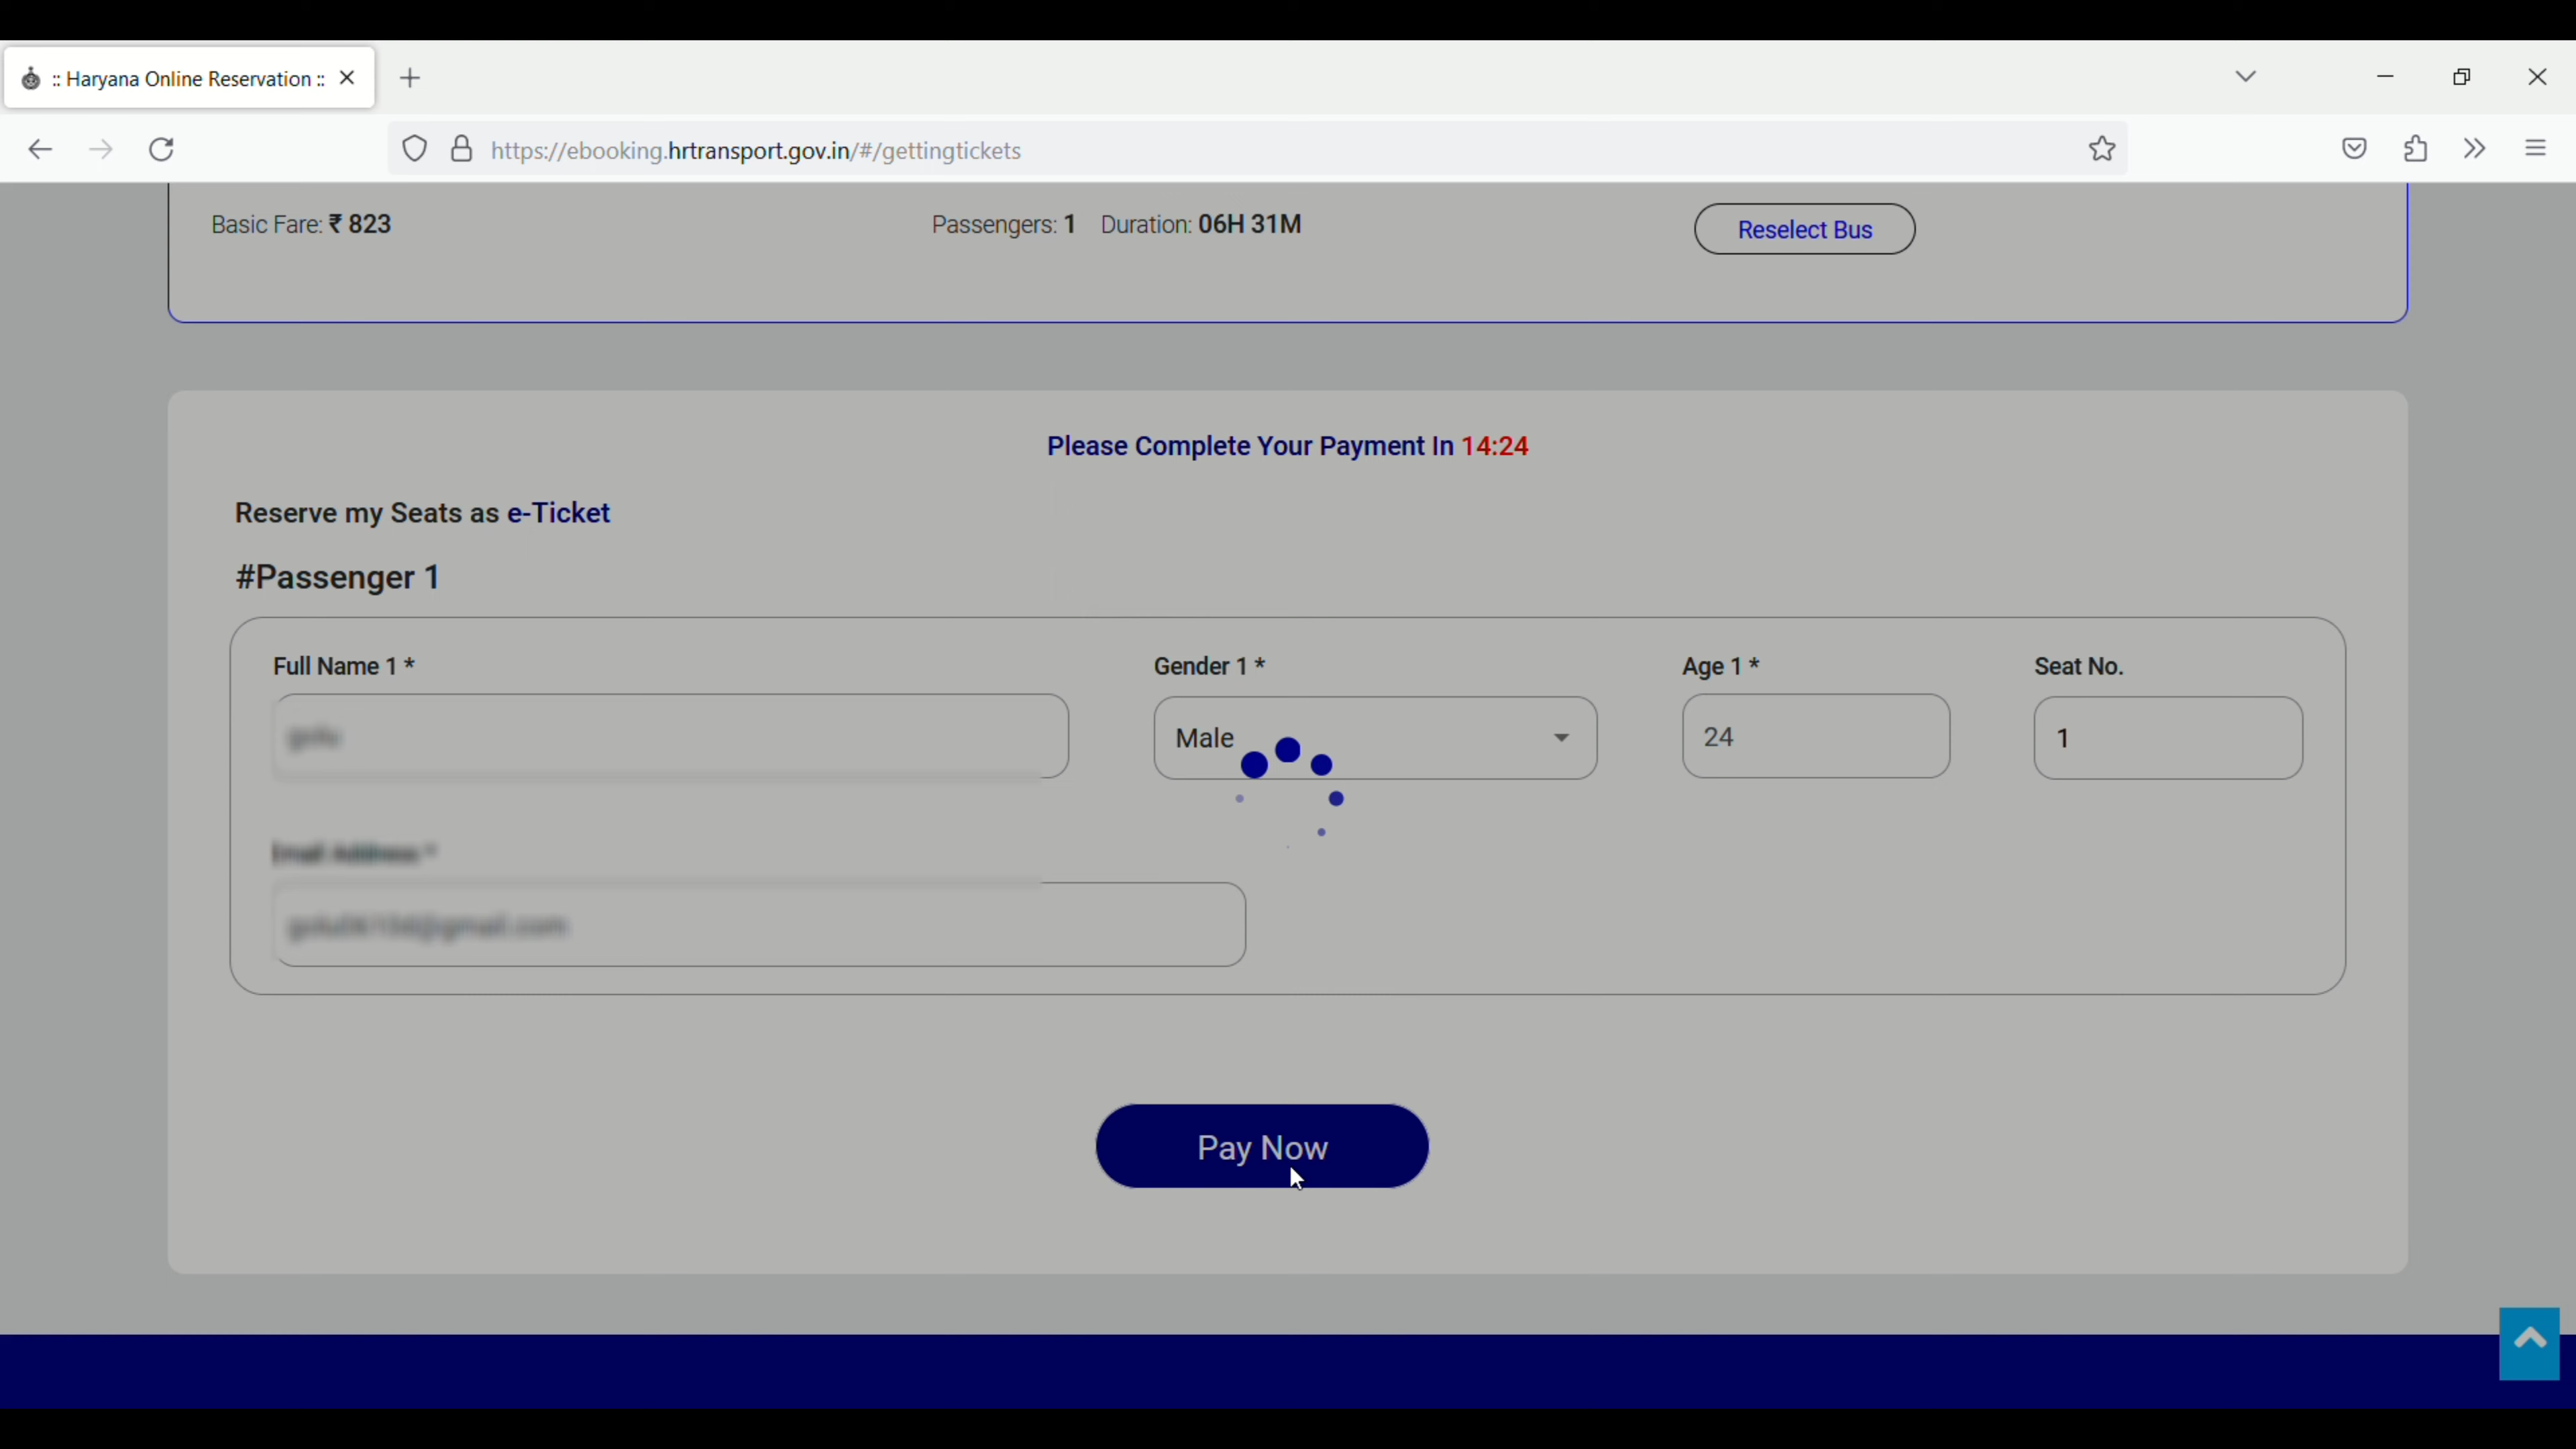 :: Haryana Online Reservation ::
https://ebooking.hrtransport.gov.in/#/gettingtickets
Basic Fare: ₹ 823 Passengers: 1 Duration: 06H 31M Reselect Bus
Please Complete Your Payment In 14:24
Reserve my Seats as e-Ticket
#Passenger 1
Full Name 1 * Gender 1 * Age 1 * Seat No.
Male 24 1
Email Address *
Pay Now